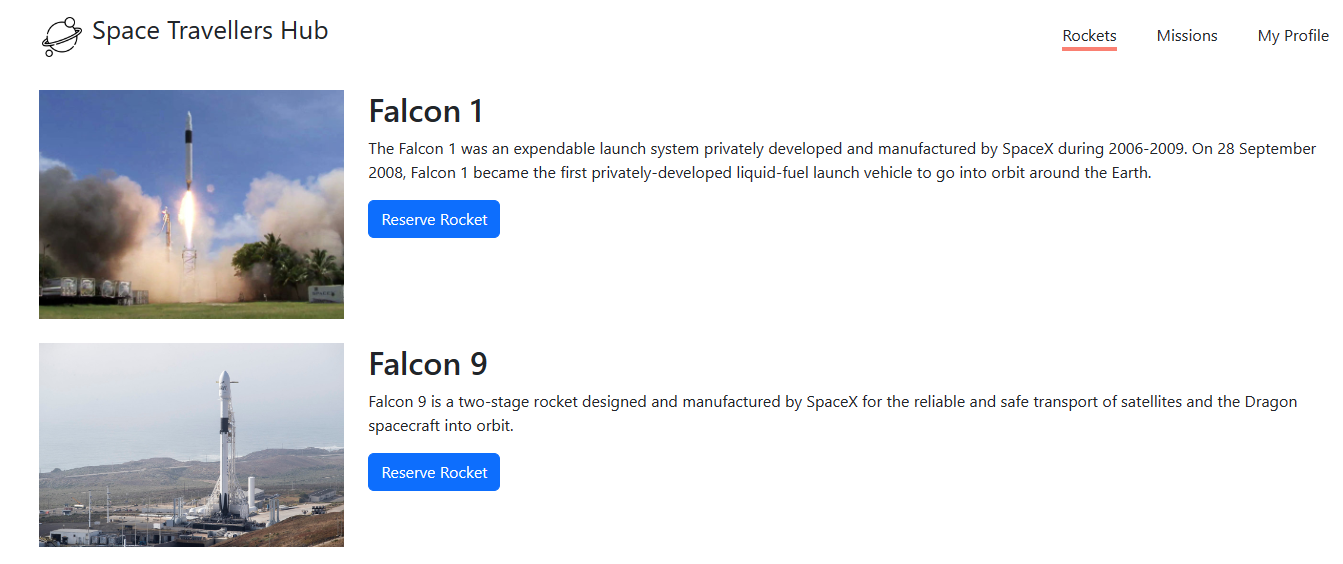 Space Travellers Hub
Rockets
Missions
My Profile
Falcon 1
The Falcon 1 was an expendable launch system privately developed and manufactured by SpaceX during 2006-2009. On 28 September
2008, Falcon 1 became the first privately-developed liquid-fuel launch vehicle to go into orbit around the Earth.
Reserve Rocket
Falcon 9
Falcon 9 is a two-stage rocket designed and manufactured by SpaceX for the reliable and safe transport of satellites and the Dragon
spacecraft into orbit.
Reserve Rocket